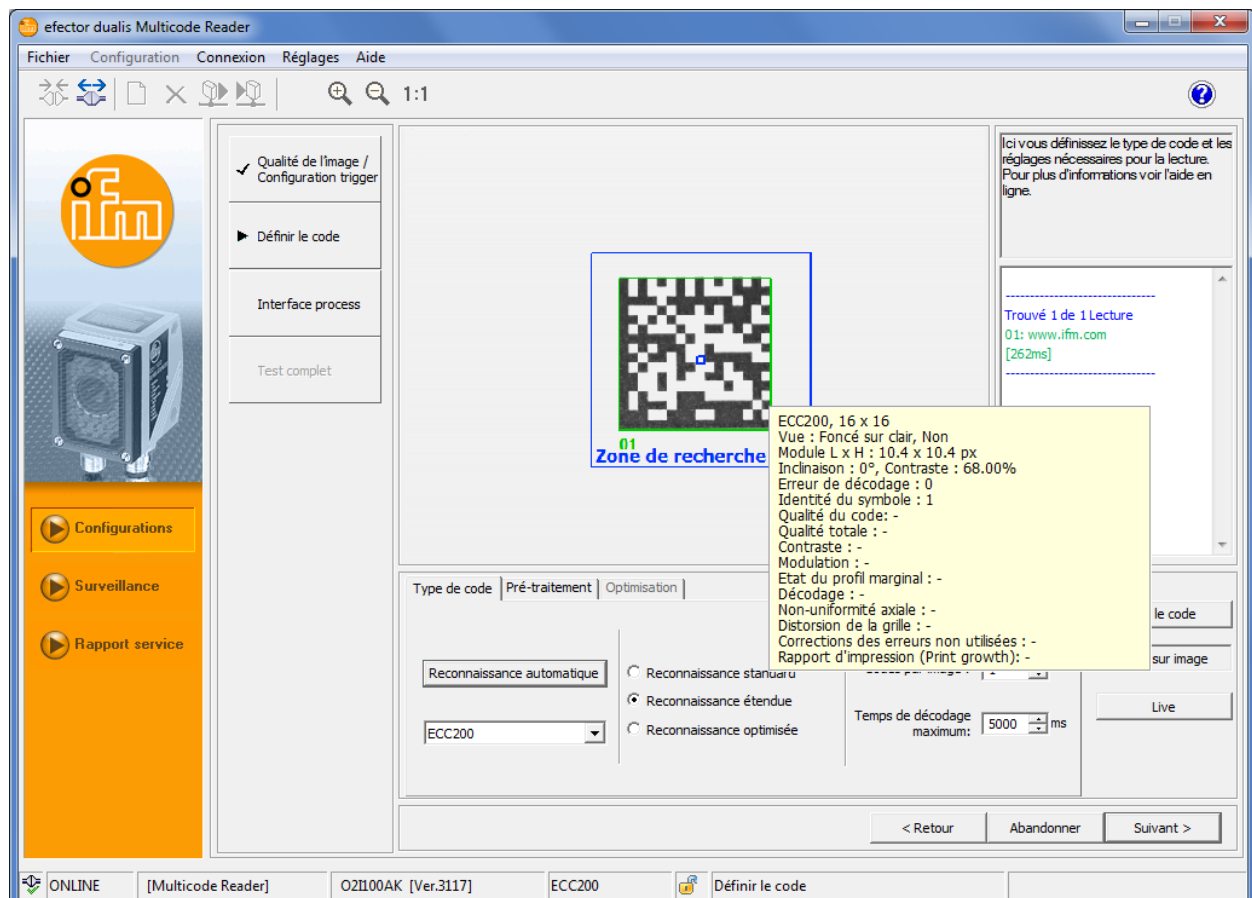 efector dualis Multicode Reader
Fichier Configuration Connexion Réglages Aide
1:1
ifm
Qualité de l'image /
Configuration trigger
Définir le code
Interface process
Test complet
Configurations
Surveillance
Rapport service
01
Zone de recherche
ECC200, 16 x 16
Vue : Foncé sur clair, Non
Module L x H : 10.4 x 10.4 px
Inclinaison : 0°, Contraste : 68.00%
Erreur de décodage : 0
Identité du symbole : 1
Qualité du code: -
Qualité totale : -
Contraste : -
Modulation : -
Etat du profil marginal : -
Décodage : -
Non-uniformité axiale : -
Distorsion de la grille : -
Corrections des erreurs non utilisées : -
Rapport d'impression (Print growth): -
Ici vous définissez le type de code et les
réglages nécessaires pour la lecture.
Pour plus d'informations voir l'aide en
ligne.
Trouvé 1 de 1 Lecture
01: www.ifm.com
[262ms]
Type de code Pré-traitement Optimisation
Reconnaissance automatique
ECC200
Reconnaissance standard
Reconnaissance étendue
Reconnaissance optimisée
Temps de décodage
maximum: 5000 ms
le code
sur image
Live
< Retour Abandonner Suivant >
ONLINE [Multicode Reader] O2I100AK [Ver.3117] ECC200 Définir le code